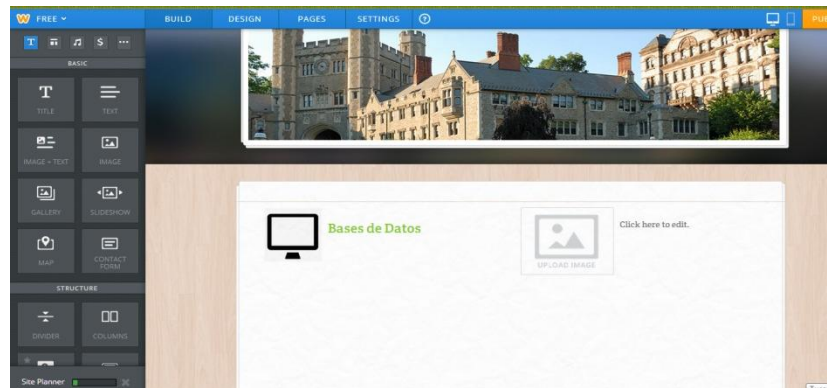 FREE
BUILD DESIGN PAGES SETTINGS
PU
T $
BASIC
T
TITLE TEXT
IMAGE + TEXT IMAGE
GALLERY SLIDESHOW
MAP CONTACT FORM
STRUCTURE
DIVIDER COLUMNS
Site Planner
Bases de Datos
UPLOAD IMAGE
Click here to edit.